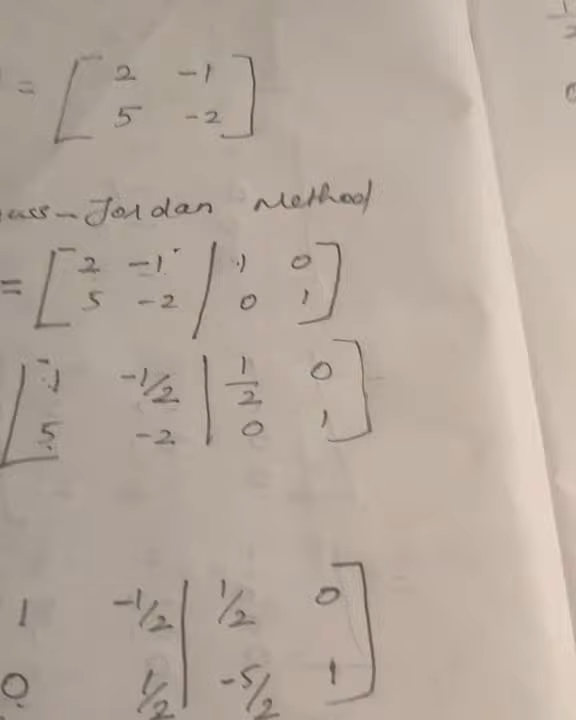 = [ 2 -1
5 -2 ]
Jordan Method
= [ 2 -1 | 1 0
5 -2 | 0 1 ]
[ 1 -1/2 | 1/2 0
5 -2 | 0 1 ]
1 -1/2 | 1/2 0
0 1/2 | -5/2 1 ]